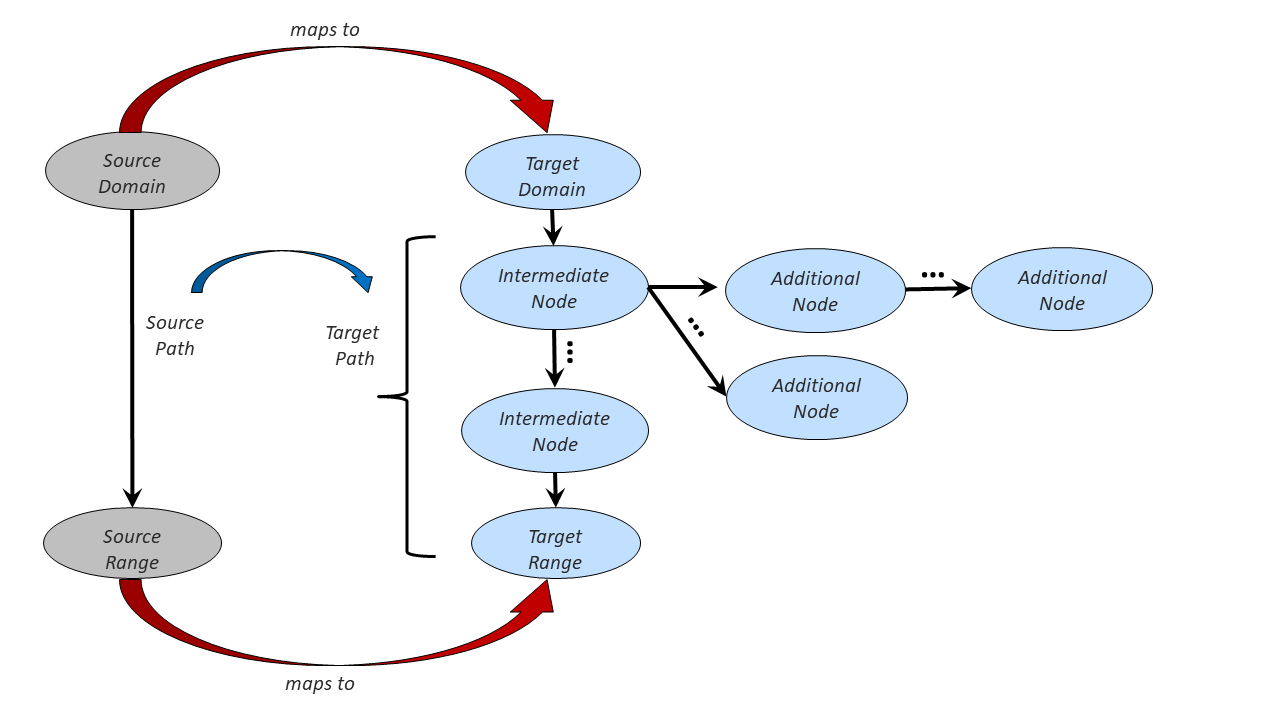 maps to
Source
Domain
Target
Domain
Intermediate
Node
Additional
Node
Additional
Node
Source
Path
Target
Path
Additional
Node
Intermediate
Node
Source
Range
Target
Range
maps to